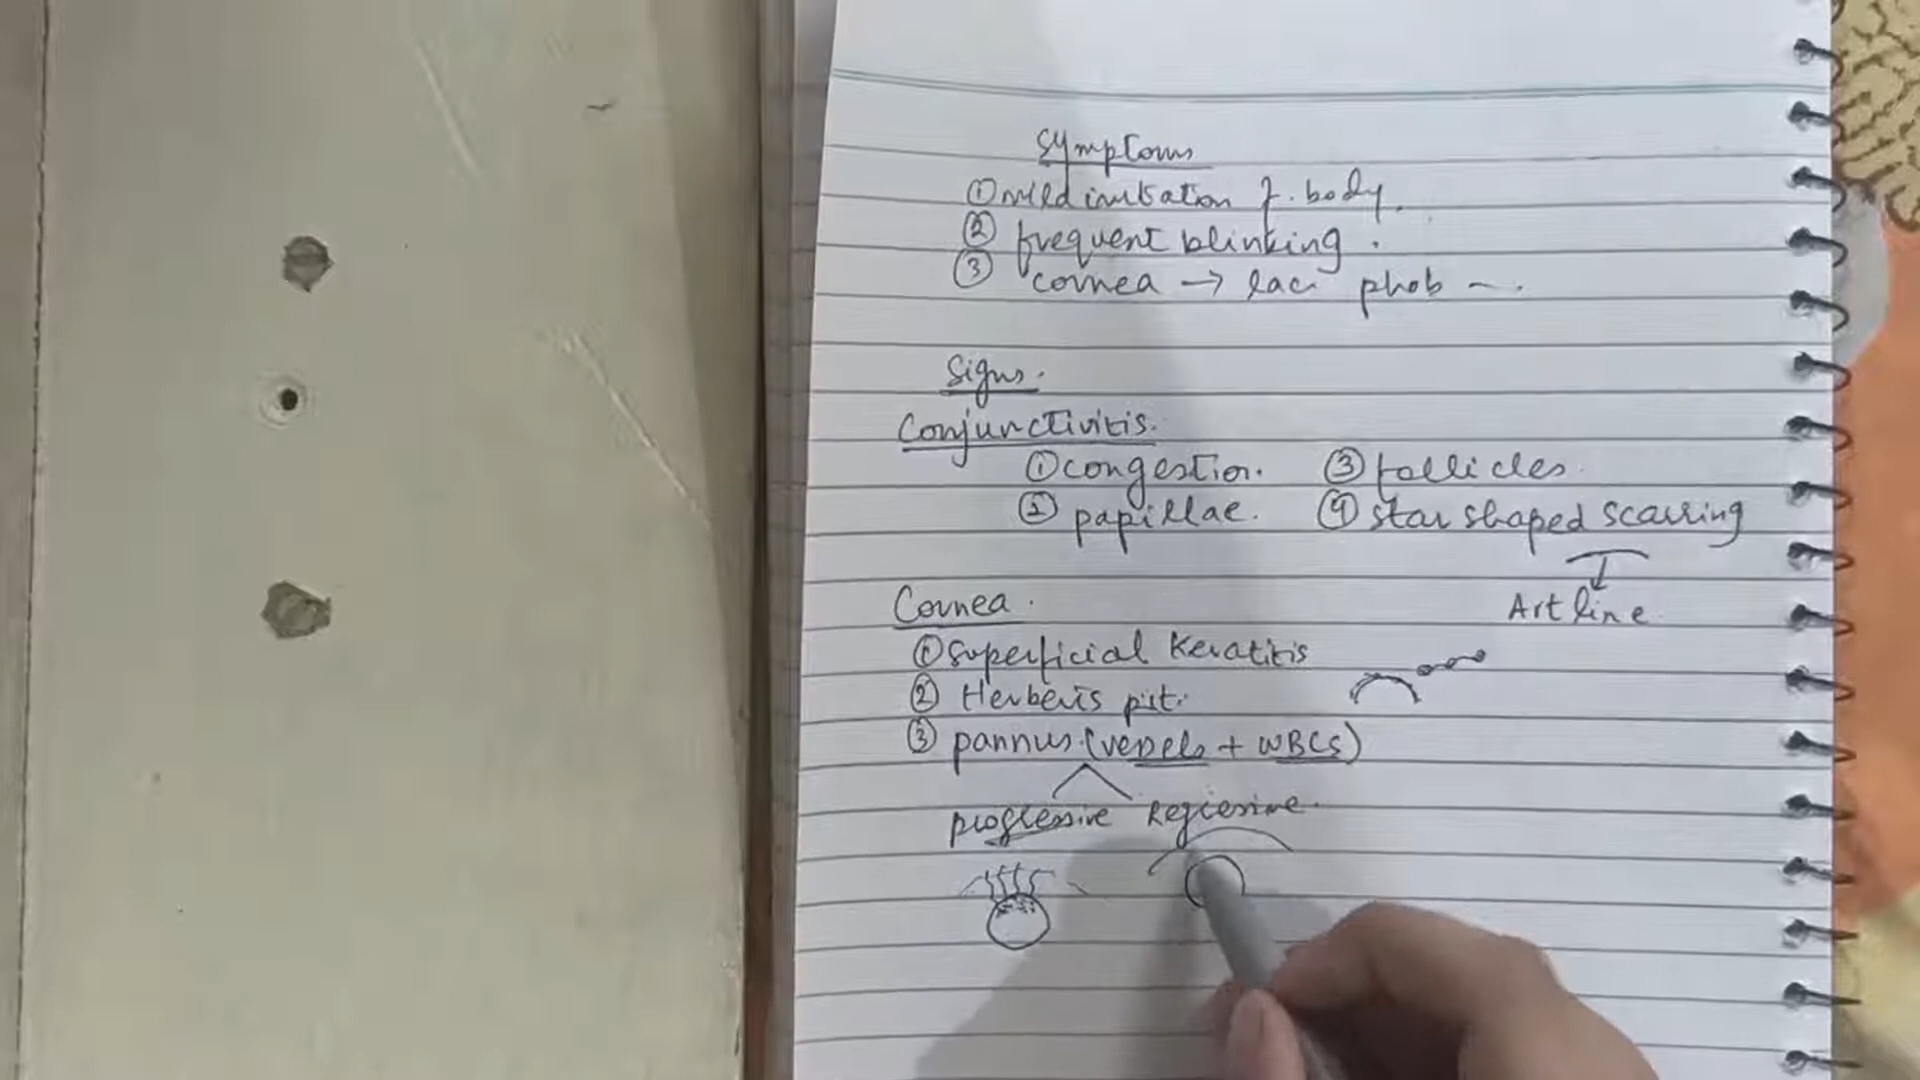 Symptoms
① mild irritation f. body.
② frequent blinking.
③ cornea → lac phob
Signs.
Conjunctivitis.
① congestion. ③ follicles.
② papillae. ④ star shaped scarring
Art line
Cornea.
① Superficial Keratitis
② Herberts pit.
③ pannus (vessels + WBCs)
progressive Regressive.